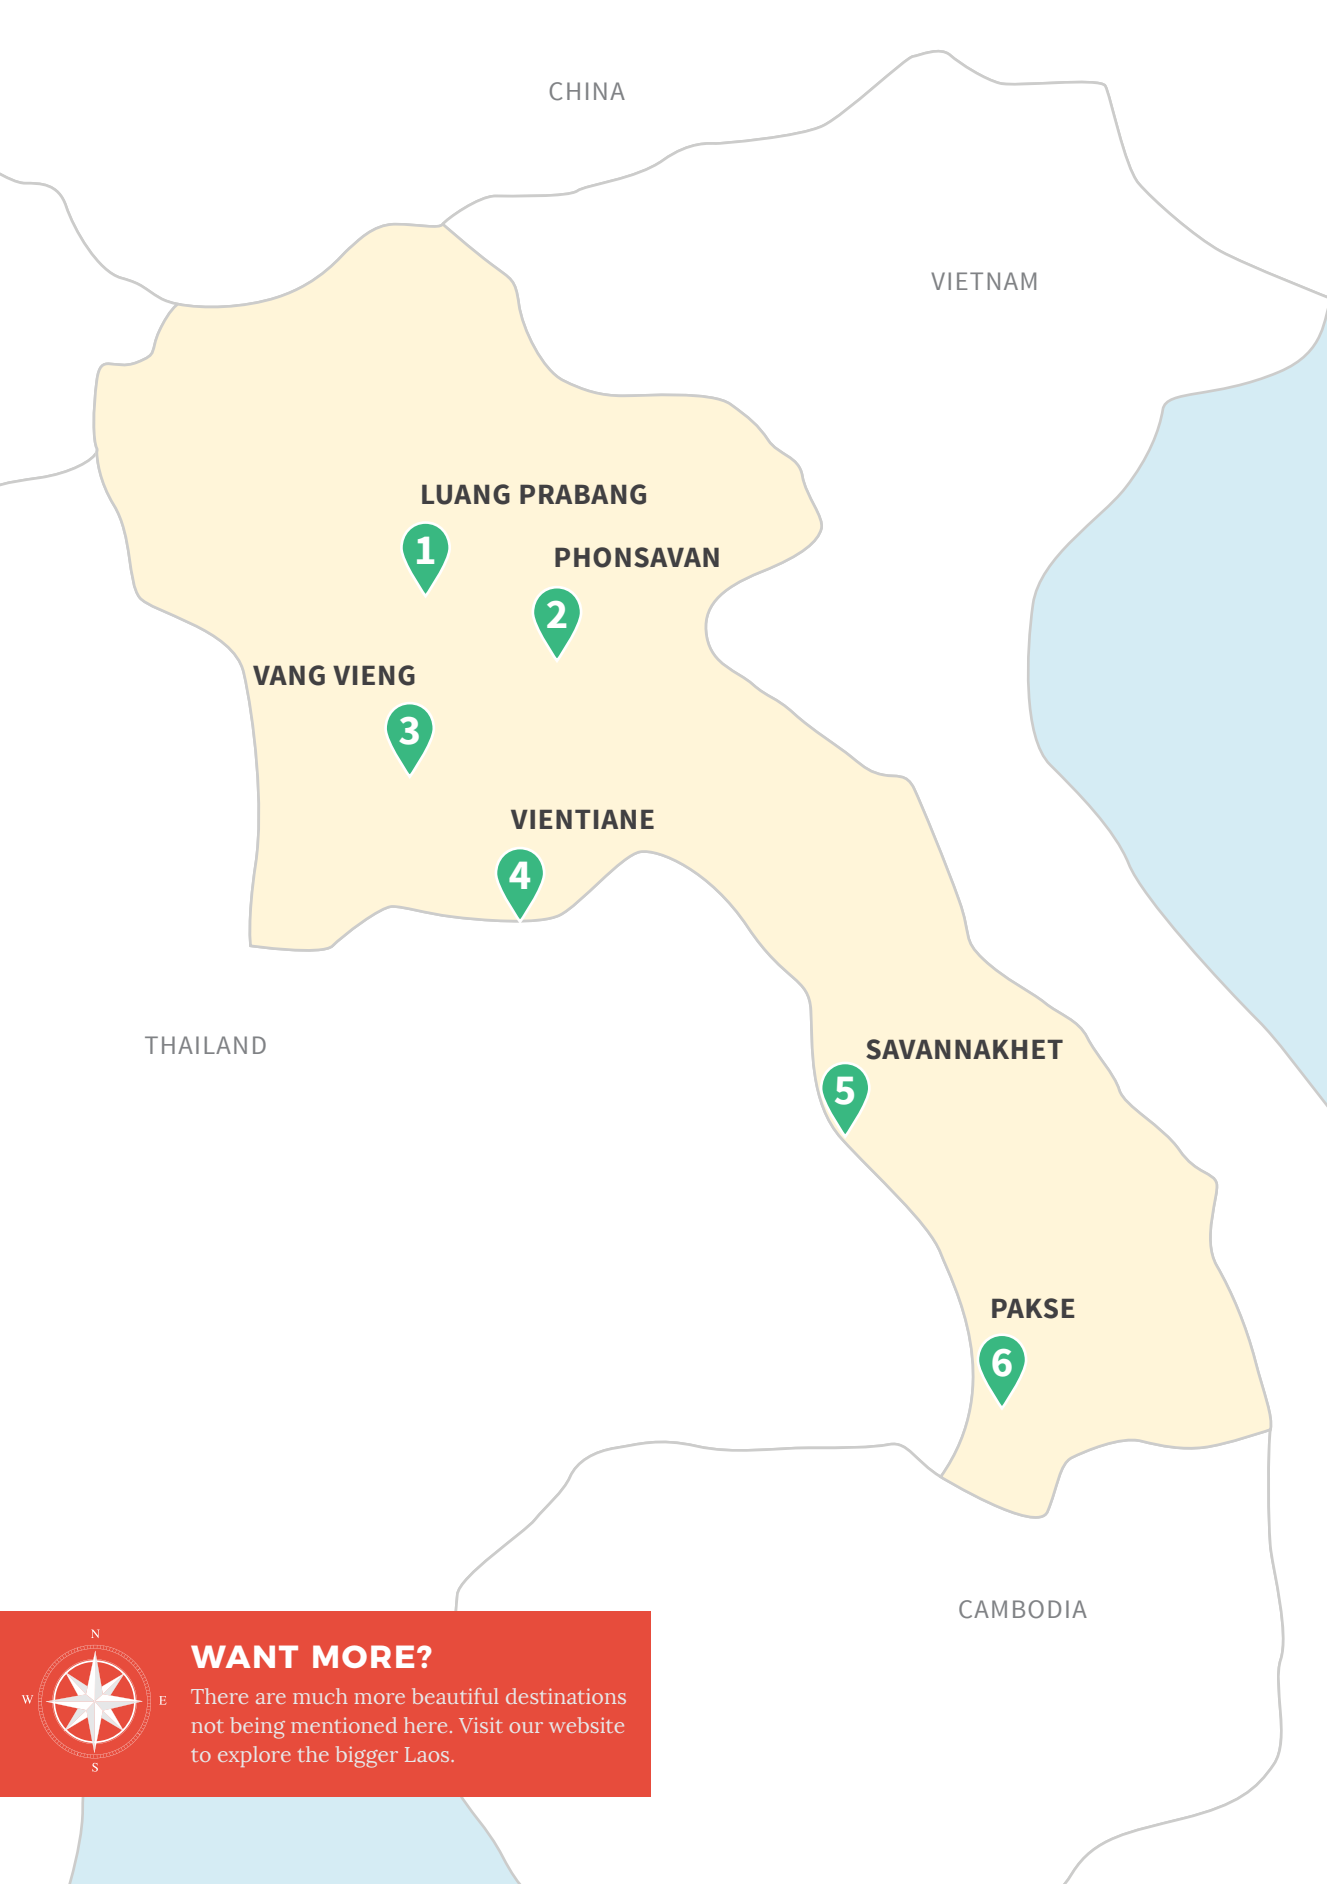 CHINA
VIETNAM
LUANG PRABANG
1
PHONSAVAN
2
VANG VIENG
3
VIENTIANE
4
THAILAND
SAVANNAKHET
5
PAKSE
6
CAMBODIA
N
W
E
S
WANT MORE?
There are much more beautiful destinations
not being mentioned here. Visit our website
to explore the bigger Laos.